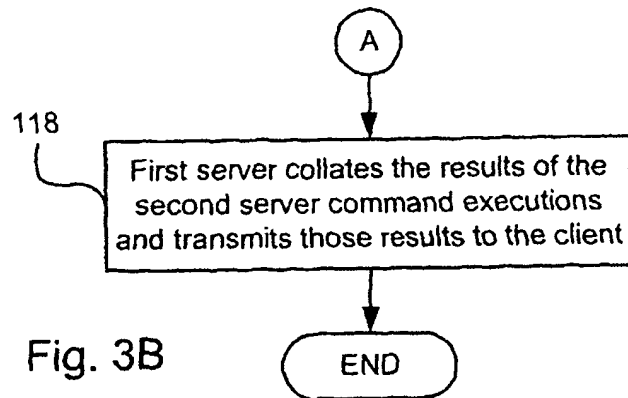 A
118
First server collates the results of the
second server command executions
and transmits those results to the client
Fig. 3B
END